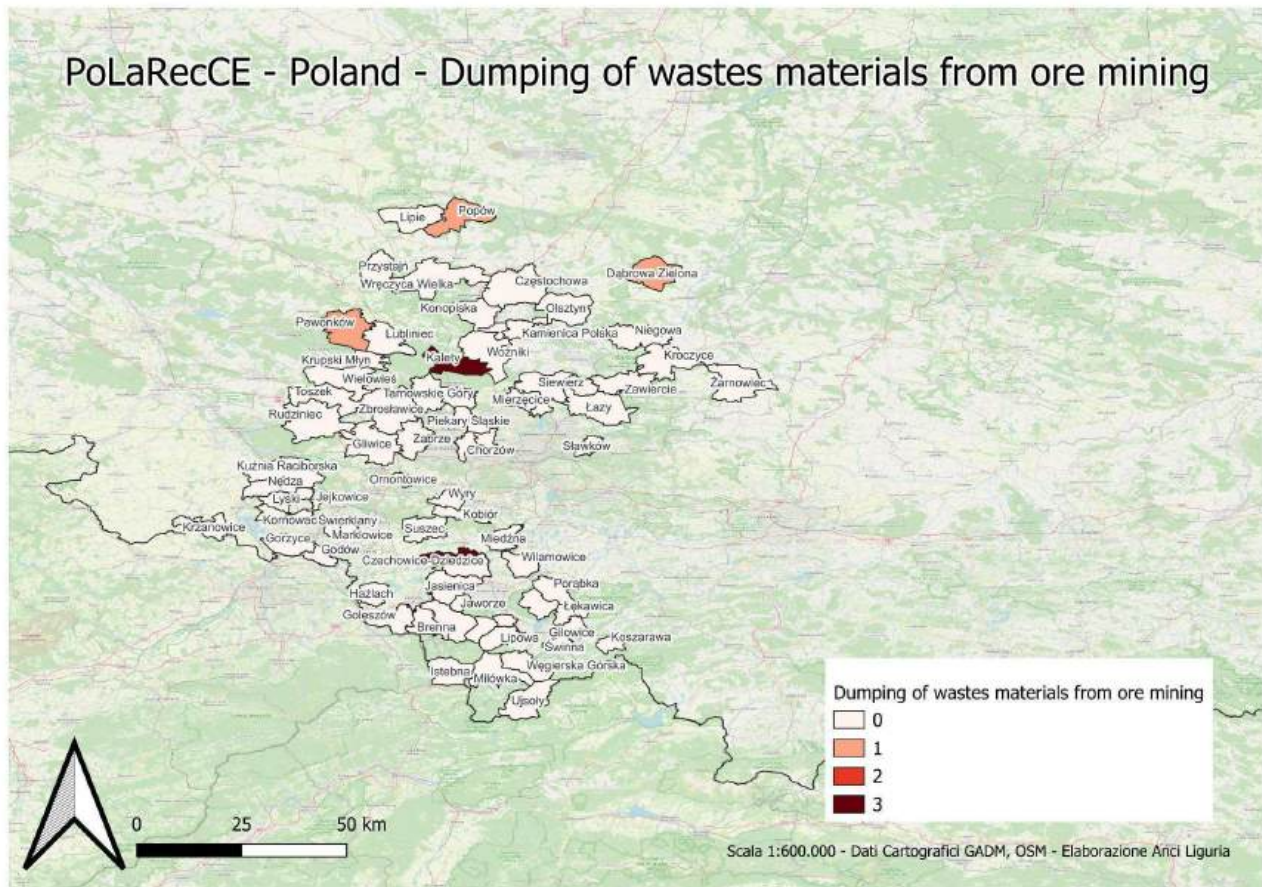 PoLaRecCE - Poland - Dumping of wastes materials from ore mining
Lipie
Popów
Przystajń
Dąbrowa Zielona
Wręczyca Wielka
Częstochowa
Konopiska
Olsztyn
Pawonków
Lubliniec
Kamienica Polska
Niegowa
Kalety
Woźniki
Kroczyce
Krupski Młyn
Wielowieś
Siewierz
Zawiercie
Żarnowiec
Toszek
Tarnowskie Góry
Mierzęcice
Łazy
Rudziniec
Zbrosławice
Piekary Śląskie
Gliwice
Zabrze
Chorzów
Sławków
Kuźnia Raciborska
Nędza
Ornontowice
Lyski
Jejkowice
Wyry
Kornowac
Świerklany
Kobiór
Krzanowice
Marklowice
Suszec
Gorzyce
Miedźna
Godów
Czechowice-Dziedzice
Wilamowice
Hażlach
Jasienica
Porąbka
Jaworze
Łękawica
Goleszów
Brenna
Lipowa
Gilowice
Świnna
Koszarawa
Istebna
Milówka
Węgierska Górska
Ujsoły
Dumping of wastes materials from ore mining
0
1
2
3
0 25 50 km
Scala 1:600.000 - Dati Cartografici GADM, OSM - Elaborazione Anci Liguria